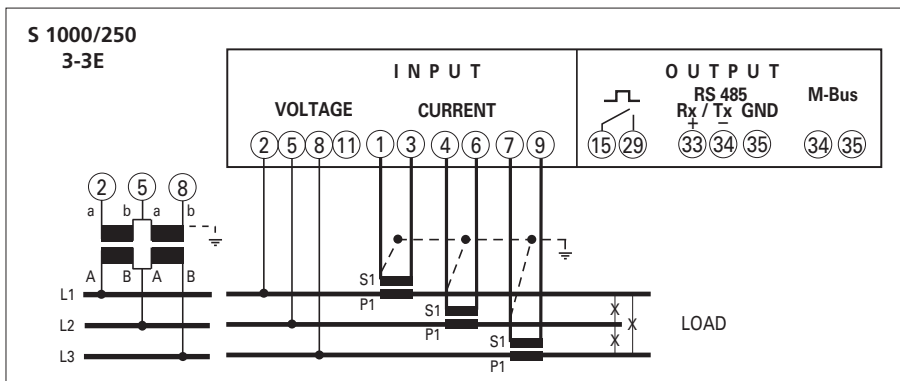 S 1000/250
3-3E
I N P U T
O U T P U T
VOLTAGE
CURRENT
RS 485
Rx / Tx GND
+ –
M-Bus
2 5 8 11 1 3 4 6 7 9
15 29 33 34 35 34 35
2 5 8
a b a b
A B A B
S1
P1
S1
P1
S1
P1
L1
L2
L3
X
X
X
LOAD